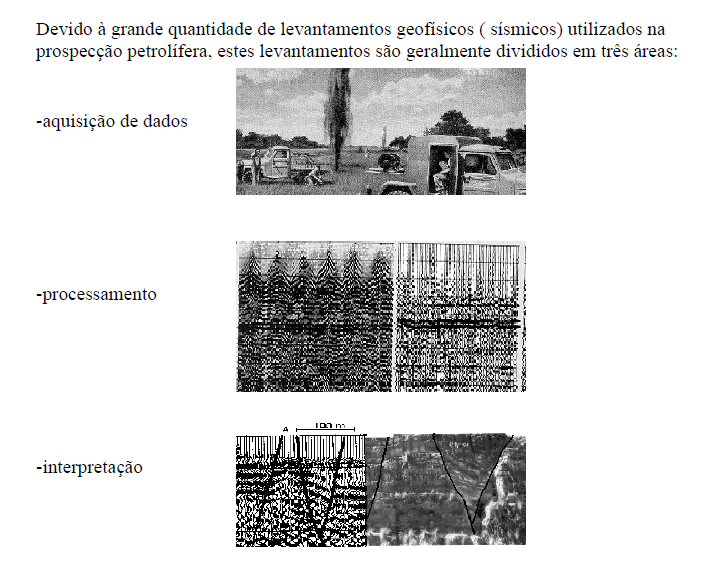 Devido à grande quantidade de levantamentos geofísicos ( sísmicos) utilizados na
prospecção petrolífera, estes levantamentos são geralmente divididos em três áreas:
-aquisição de dados
-processamento
A 100 m
-interpretação